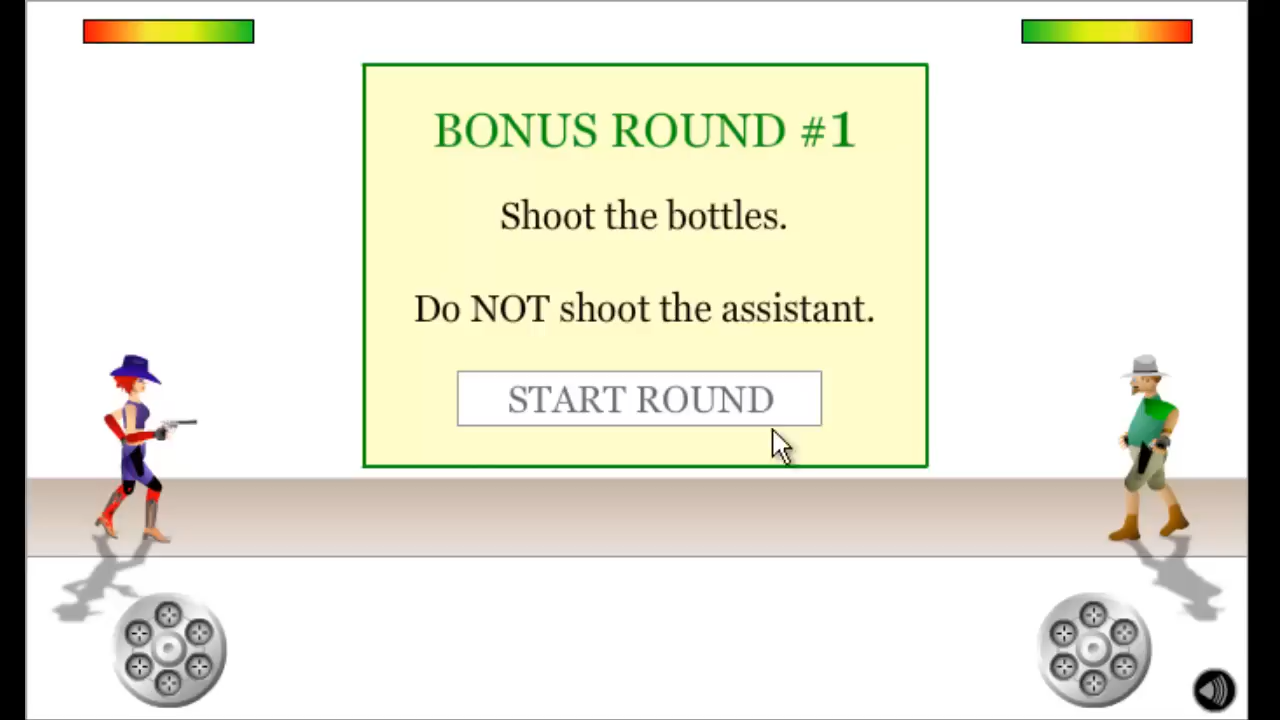 BONUS ROUND #1
Shoot the bottles.
Do NOT shoot the assistant.
START ROUND